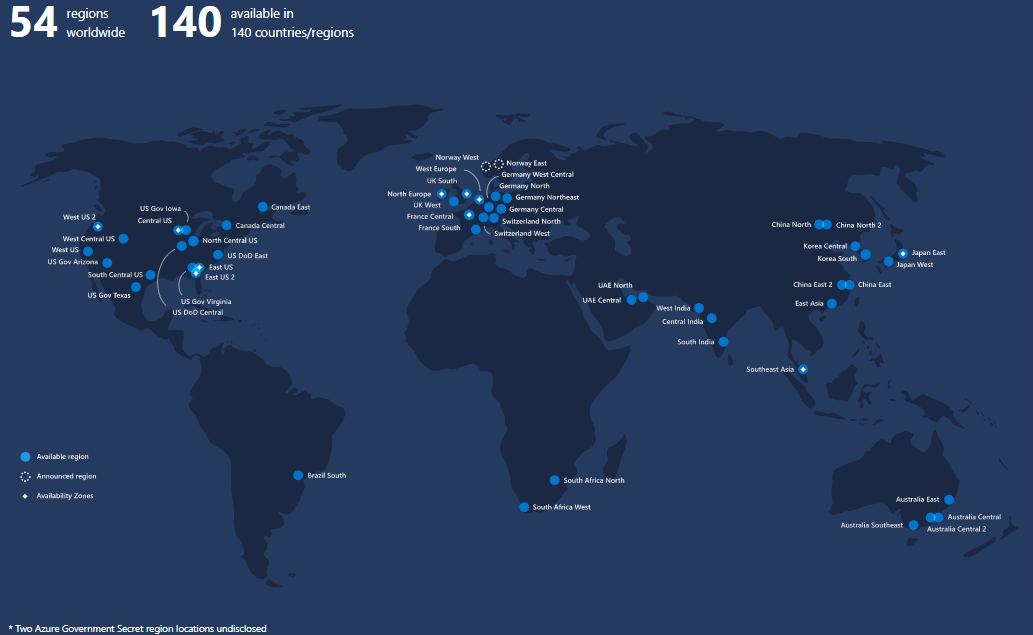 54 regions worldwide
140 available in 140 countries/regions
Norway West
Norway East
West Europe
Germany West Central
UK South
Germany North
North Europe
Germany Northeast
UK West
Germany Central
France Central
Switzerland North
France South
Switzerland West
US Gov Iowa
Canada East
West US 2
Central US
Canada Central
West Central US
North Central US
West US
US DoD East
US Gov Arizona
East US
South Central US
East US 2
US Gov Texas
US Gov Virginia
US DoD Central
China North
China North 2
Korea Central
Japan East
Korea South
Japan West
UAE North
China East 2
China East
UAE Central
West India
East Asia
Central India
South India
Southeast Asia
Available region
Announced region
Availability Zones
Brazil South
South Africa North
South Africa West
Australia East
Australia Central
Australia Southeast
Australia Central 2
* Two Azure Government Secret region locations undisclosed